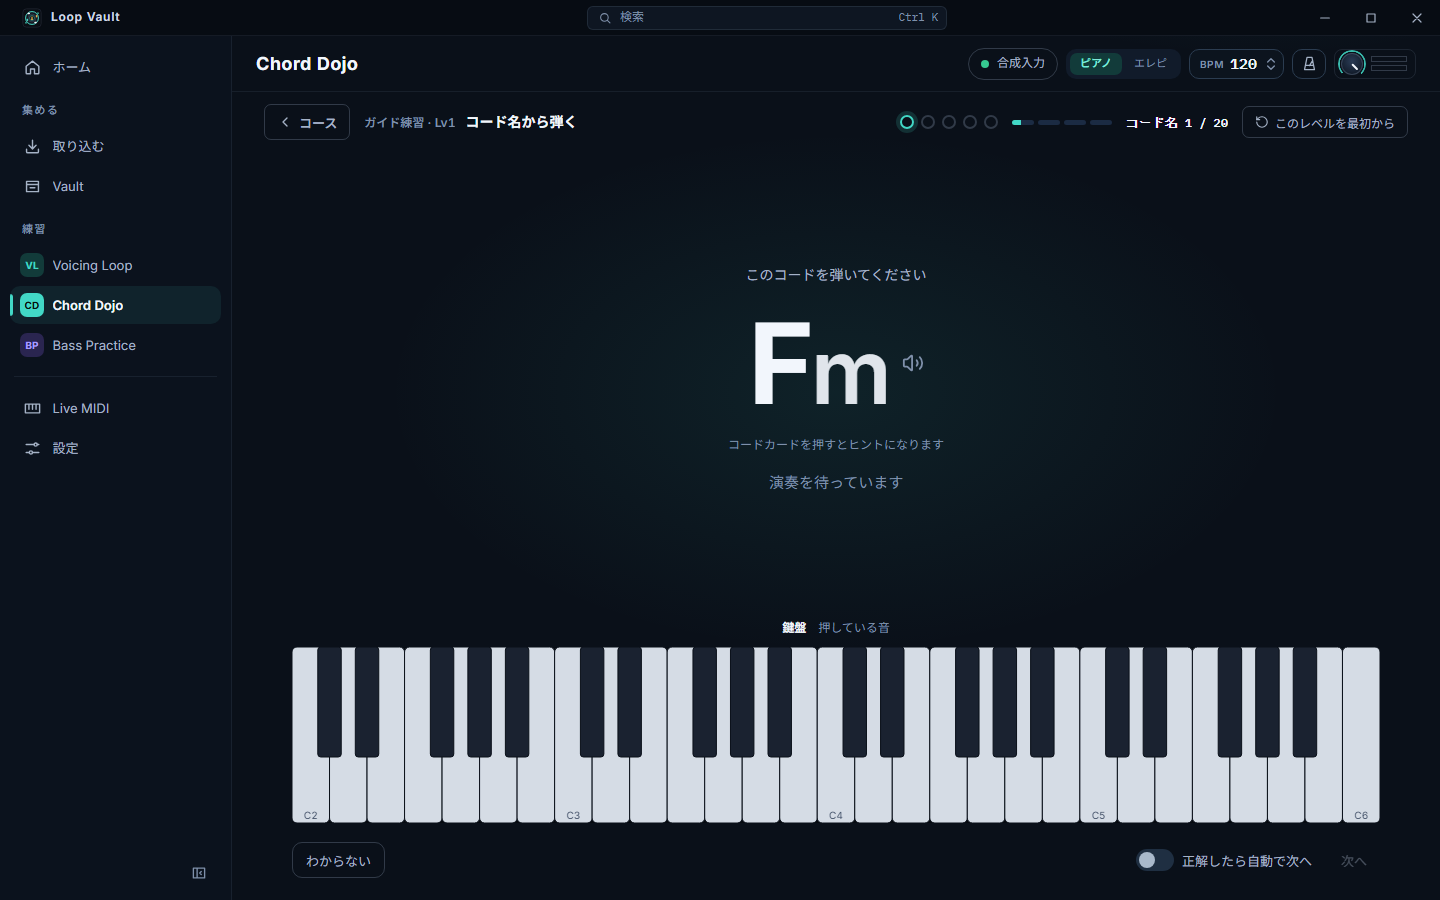 Loop Vault
検索
Ctrl K
ホーム
集める
取り込む
Vault
練習
VL Voicing Loop
CD Chord Dojo
BP Bass Practice
Live MIDI
設定
Chord Dojo
合成入力
ピアノ
エレピ
BPM 120
コース
ガイド練習 · Lv1 コード名から弾く
コード名 1 / 20
このレベルを最初から
このコードを弾いてください
Fm
コードカードを押すとヒントになります
演奏を待っています
鍵盤 押している音
C2 C3 C4 C5 C6
わからない
正解したら自動で次へ
次へ